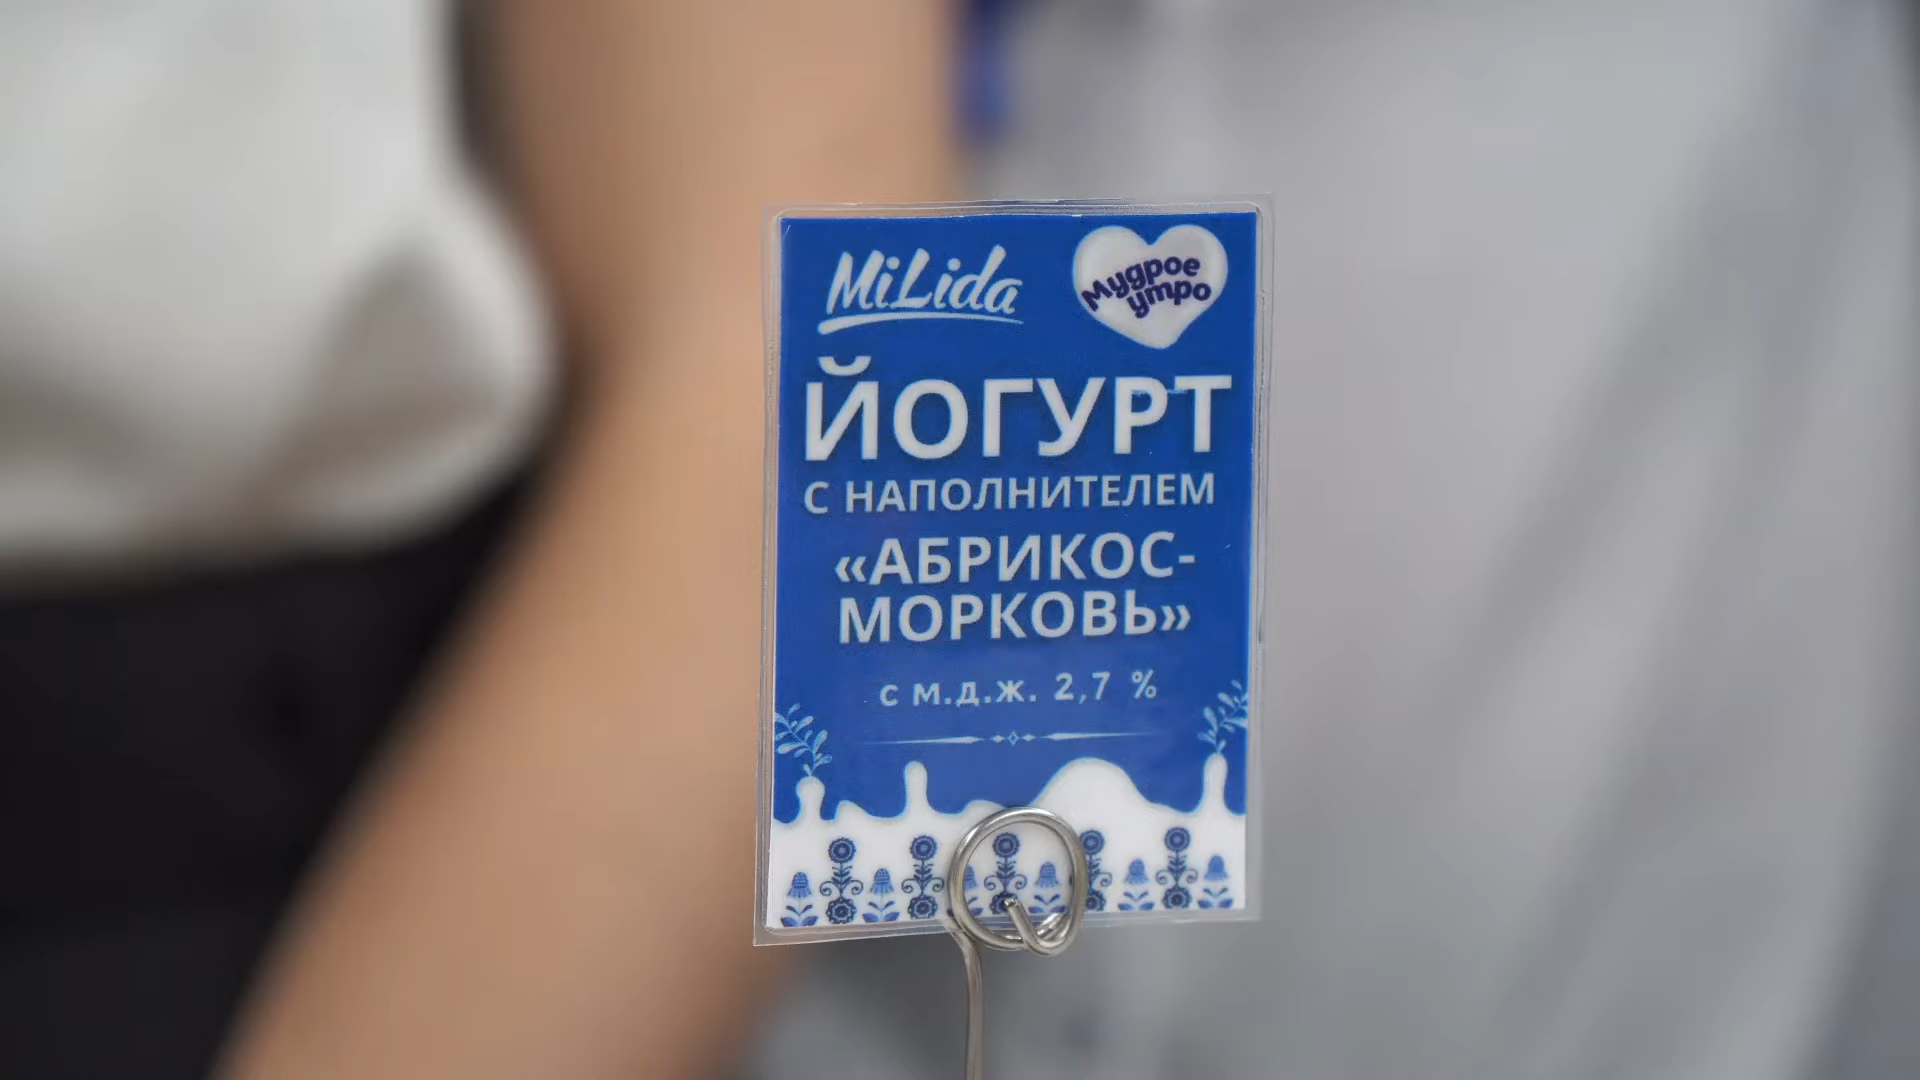 MiLida
Мудрое
утро
ЙОГУРТ
С НАПОЛНИТЕЛЕМ
«АБРИКОС-
МОРКОВЬ»
с м.д.ж. 2,7 %